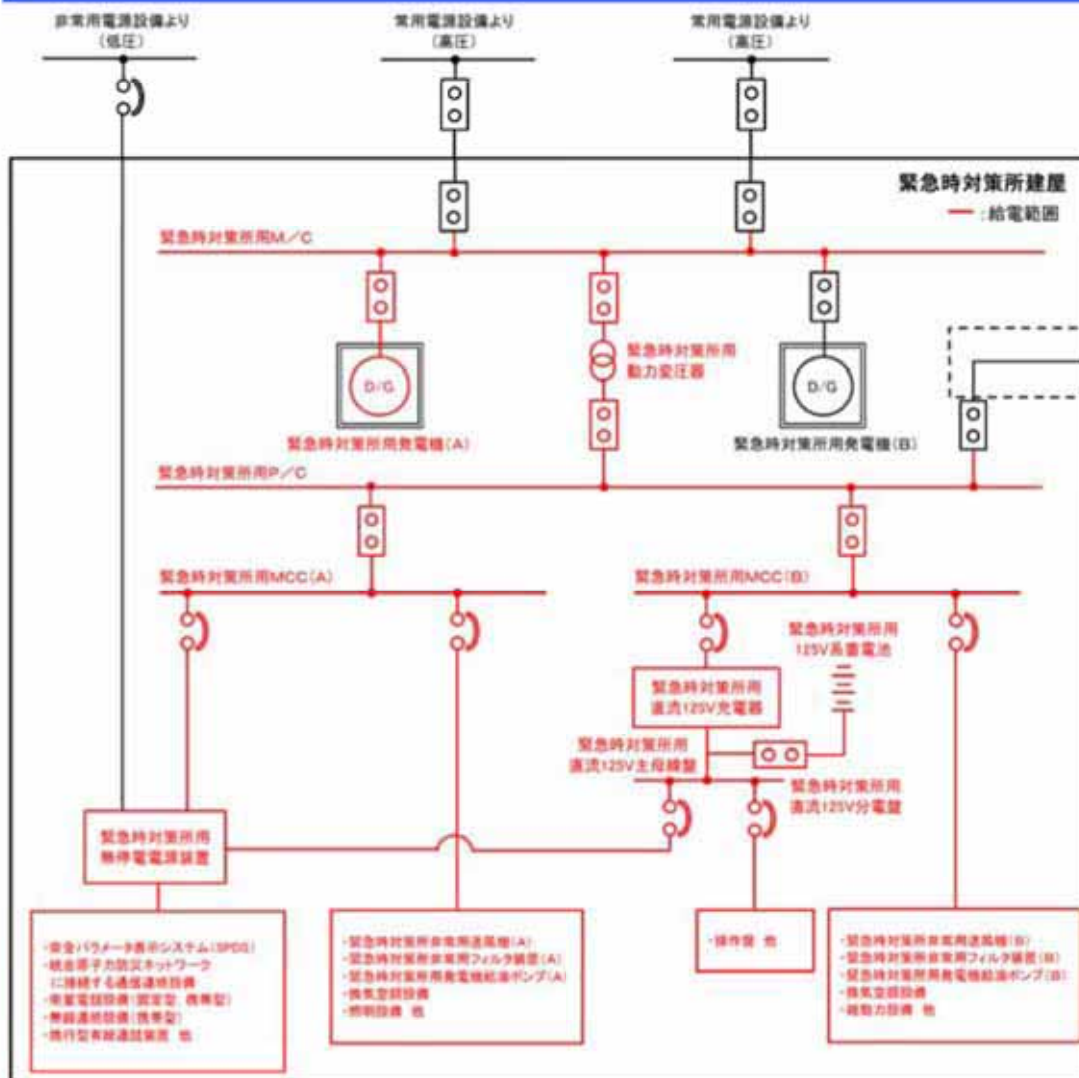 非常用電源設備より
(低圧)
常用電源設備より
(高圧)
常用電源設備より
(高圧)
緊急時対策所建屋
:給電範囲
緊急時対策所用M/C
D/G
緊急時対策所用発電機(A)
緊急時対策所用
動力変圧器
D/G
緊急時対策所用発電機(B)
緊急時対策所用P/C
緊急時対策所用MCC(A)
緊急時対策所用MCC(B)
緊急時対策所用
直流125V充電器
緊急時対策所用
125V系蓄電池
緊急時対策所用
直流125V主母線盤
緊急時対策所用
直流125V分電盤
緊急時対策所用
無停電電源装置
・安全パラメータ表示システム(SPDS)
・統合原子力防災ネットワーク
に接続する通信連絡設備
・衛星電話設備(固定型,携帯型)
・無線連絡設備(携帯型)
・携行型有線通話装置 他
・緊急時対策所非常用送風機(A)
・緊急時対策所非常用フィルタ装置(A)
・緊急時対策所用発電機給油ポンプ(A)
・換気空調設備
・照明設備 他
・操作盤 他
・緊急時対策所非常用送風機(B)
・緊急時対策所非常用フィルタ装置(B)
・緊急時対策所用発電機給油ポンプ(B)
・換気空調設備
・雑動力設備 他